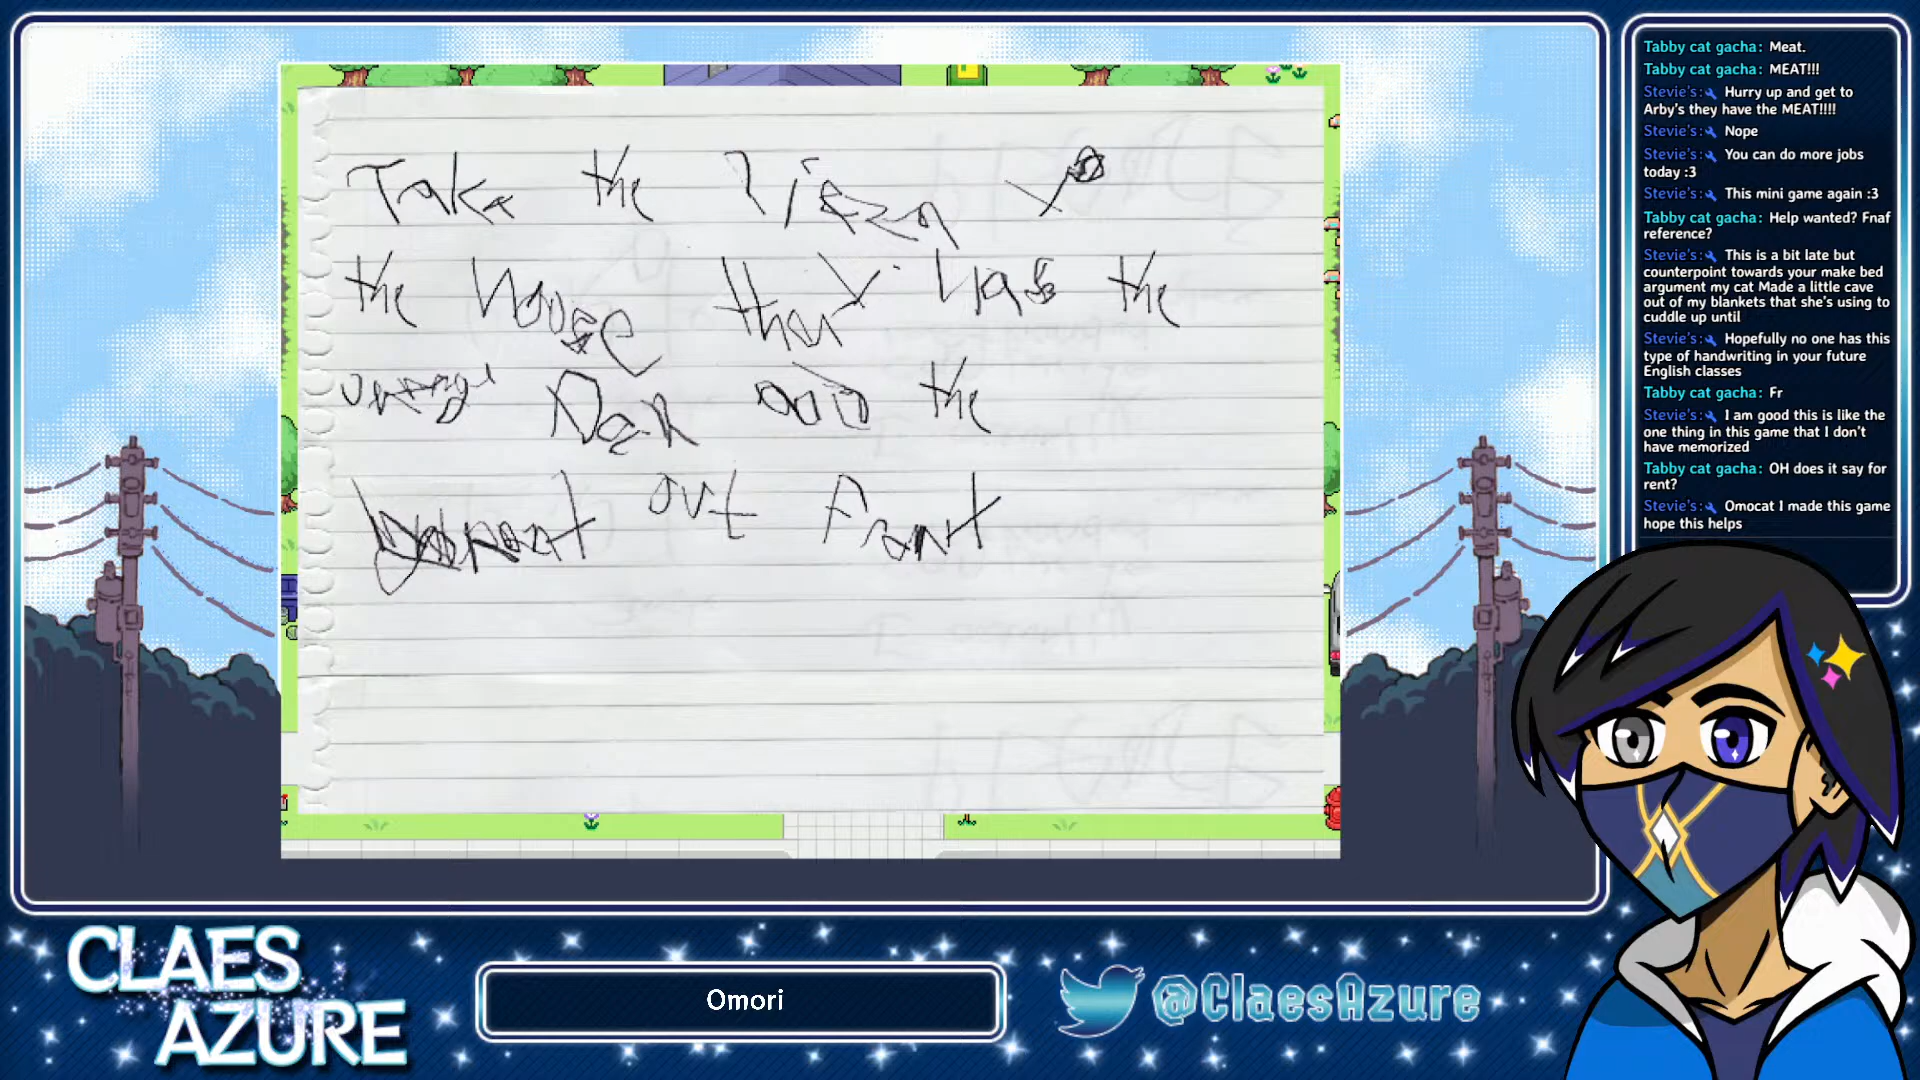 Take the Pizza to
the house that has the
orange Door and the
out front
Tabby cat gacha: Meat.
Tabby cat gacha: MEAT!!!
Stevie's: Hurry up and get to
Arby's they have the MEAT!!!!
Stevie's: Nope
Stevie's: You can do more jobs
today :3
Stevie's: This mini game again :3
Tabby cat gacha: Help wanted? Fnaf
reference?
Stevie's: This is a bit late but
counterpoint towards your make bed
argument my cat Made a little cave
out of my blankets that she's using to
cuddle up until
Stevie's: Hopefully no one has this
type of handwriting in your future
English classes
Tabby cat gacha: Fr
Stevie's: I am good this is like the
one thing in this game that I don't
have memorized
Tabby cat gacha: OH does it say for
rent?
Stevie's: Omocat I made this game
hope this helps
CLAES
AZURE
Omori
@ClaesAzure